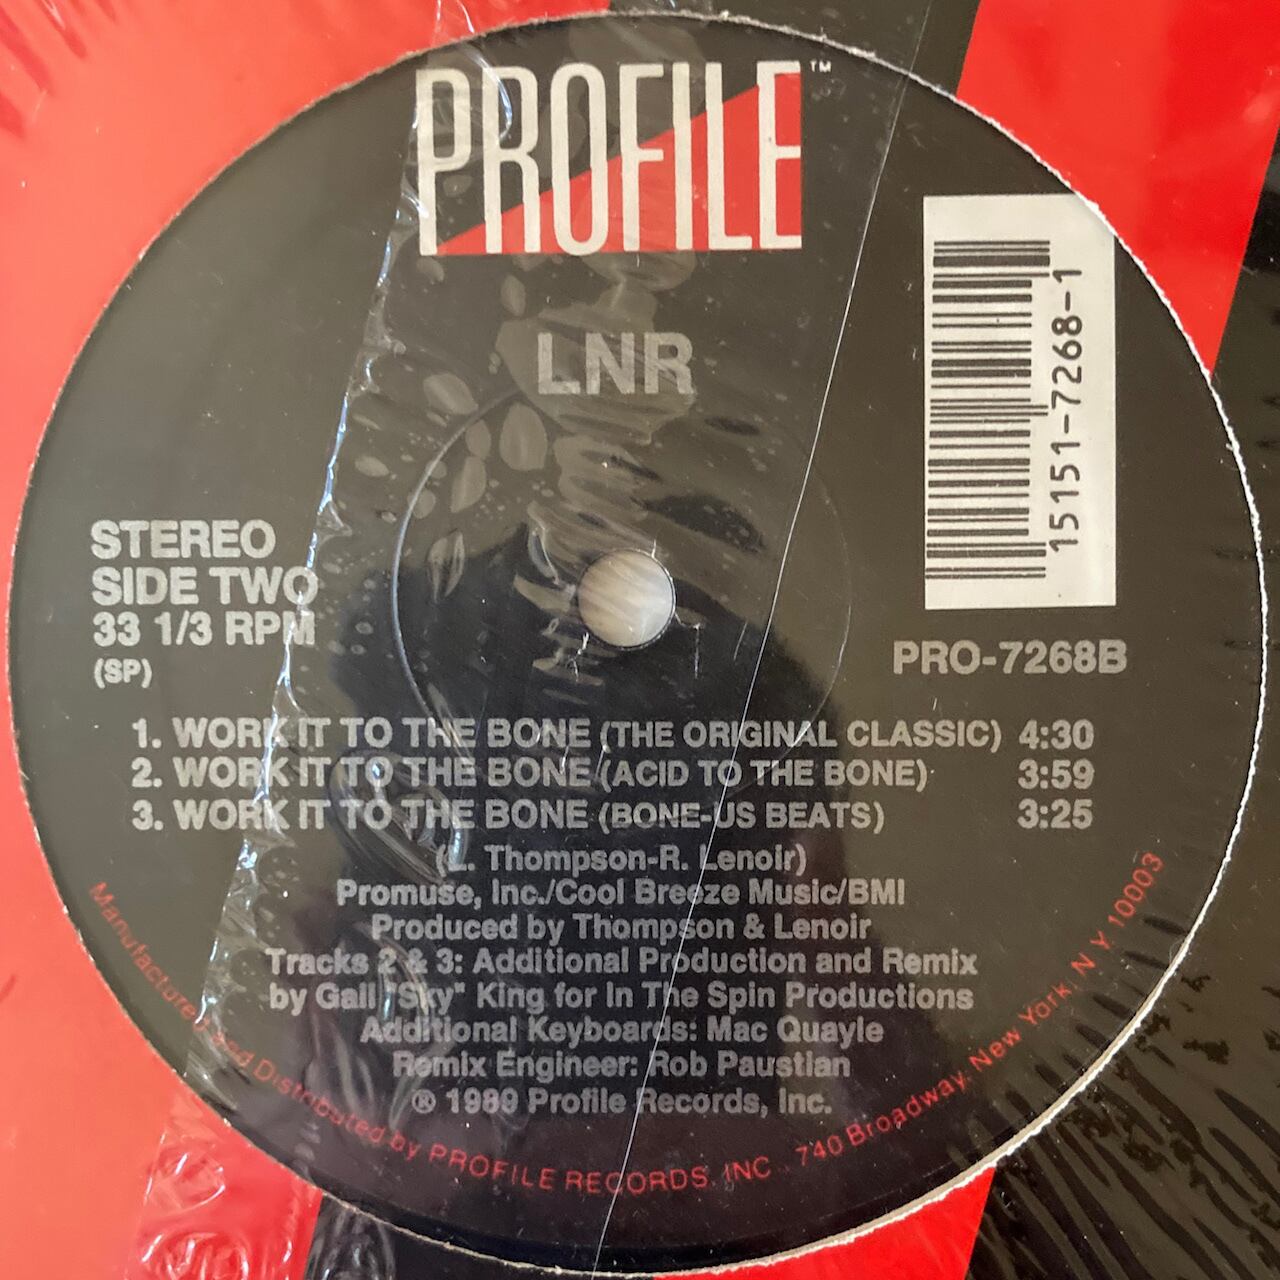 PROFILE™
LNR
15151-7268-1
STEREO
SIDE TWO
33 1/3 RPM
(SP)
PRO-7268B
1. WORK IT TO THE BONE (THE ORIGINAL CLASSIC) 4:30
2. WORK IT TO THE BONE (ACID TO THE BONE) 3:59
3. WORK IT TO THE BONE (BONE-US BEATS) 3:25
(L. Thompson-R. Lenoir)
Promuse, Inc./Cool Breeze Music/BMI
Produced by Thompson & Lenoir
Tracks 2 & 3: Additional Production and Remix
by Gail "Sky" King for In The Spin Productions
Additional Keyboards: Mac Quayle
Remix Engineer: Rob Paustian
℗ 1989 Profile Records, Inc.
Manufactured and Distributed by PROFILE RECORDS, INC., 740 Broadway, New York, N Y 10003